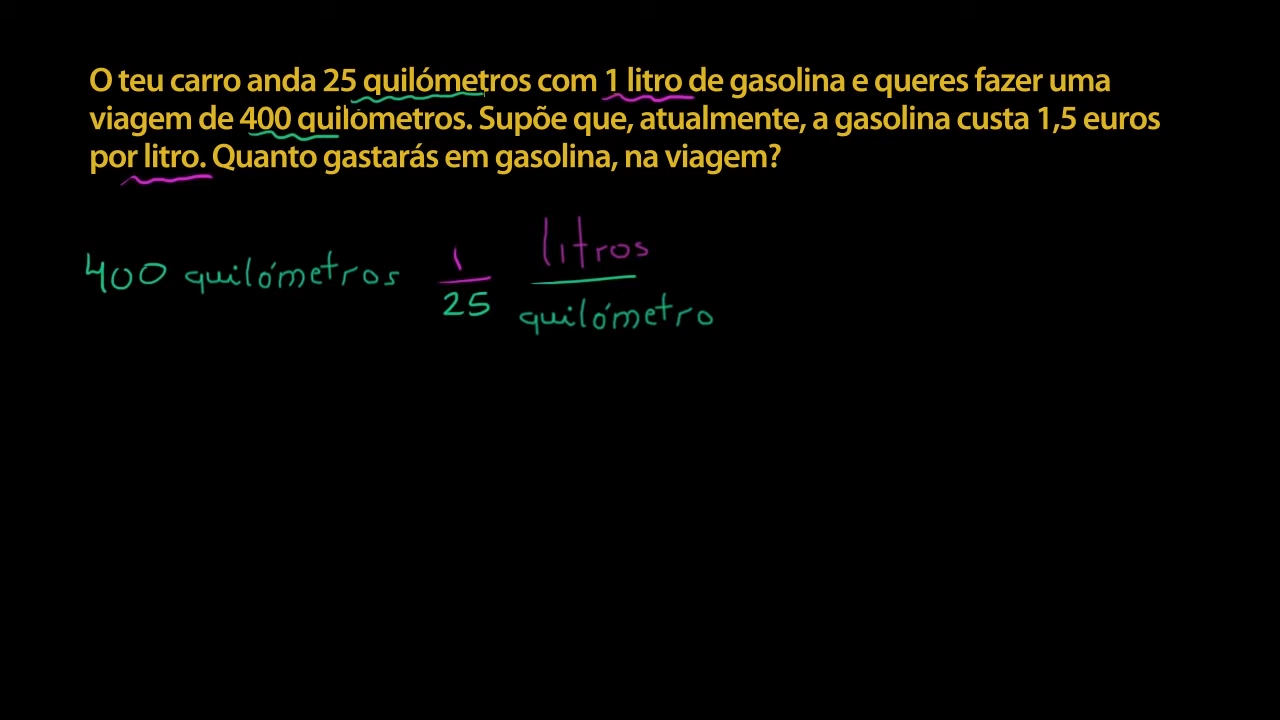 O teu carro anda 25 quilómetros com 1 litro de gasolina e queres fazer uma
viagem de 400 quilómetros. Supõe que, atualmente, a gasolina custa 1,5 euros
por litro. Quanto gastarás em gasolina, na viagem?
400 quilómetros 1/25 litros/quilómetro